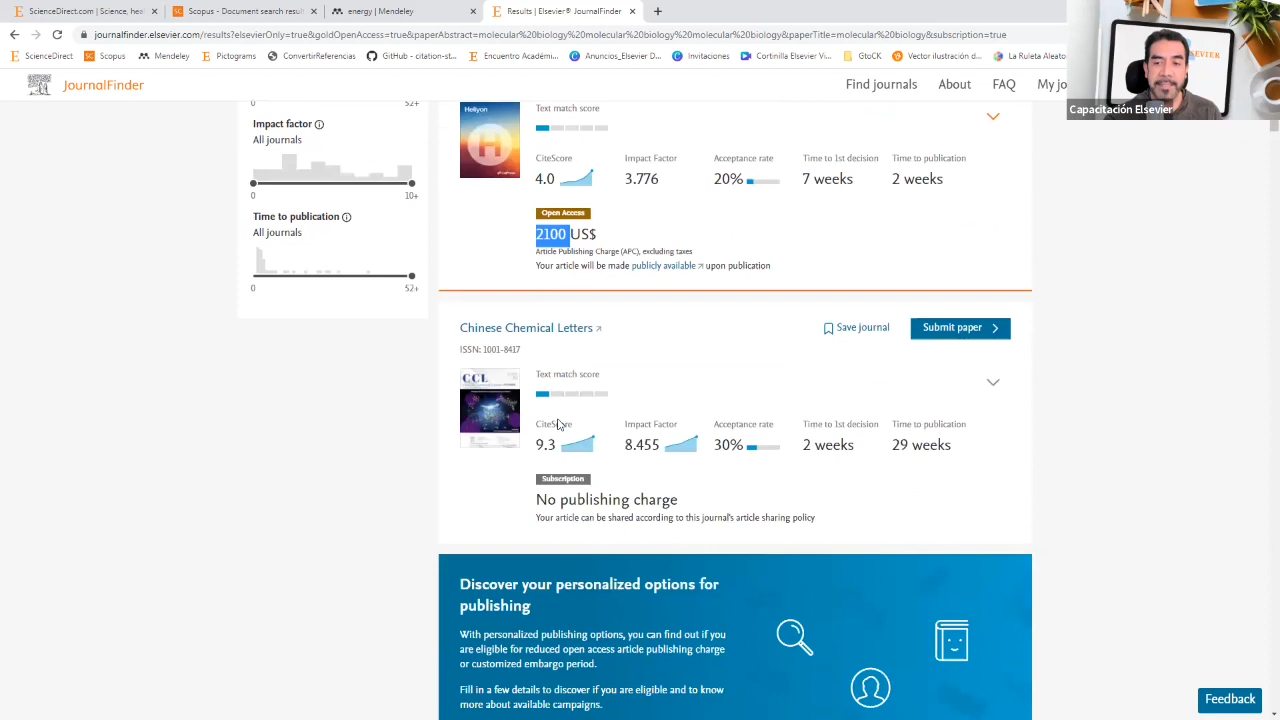 ScienceDirect.com | Science, heal
Scopus - Document search result
energy | Mendeley
Results | Elsevier® JournalFinder
journalfinder.elsevier.com/results?elsevierOnly=true&goldOpenAccess=true&paperAbstract=molecular%20biology%20molecular%20biology%20molecular%20biology&paperTitle=molecular%20biology&subscription=true
ScienceDirect
Scopus
Mendeley
Pictograms
ConvertirReferencias
GitHub - citation-st...
Encuentro Académi...
Anuncios_Elsevier D...
Invitaciones
Cortinilla Elsevier Vi...
GtoCK
Vector ilustración d...
La Ruleta Aleato
JournalFinder
Find journals
About
FAQ
My jo
Capacitación Elsevier
0
52+
Impact factor
All journals
0
10+
Time to publication
All journals
0
52+
Heliyon
Text match score
CiteScore
Impact Factor
Acceptance rate
Time to 1st decision
Time to publication
4.0
3.776
20%
7 weeks
2 weeks
Open Access
2100 US$
Article Publishing Charge (APC), excluding taxes
Your article will be made publicly available upon publication
Chinese Chemical Letters
Save journal
Submit paper
ISSN: 1001-8417
CCL
Text match score
CiteScore
Impact Factor
Acceptance rate
Time to 1st decision
Time to publication
9.3
8.455
30%
2 weeks
29 weeks
Subscription
No publishing charge
Your article can be shared according to this journal's article sharing policy
Discover your personalized options for
publishing
With personalized publishing options, you can find out if you
are eligible for reduced open access article publishing charge
or customized embargo period.
Fill in a few details to discover if you are eligible and to know
more about available campaigns.
Feedback